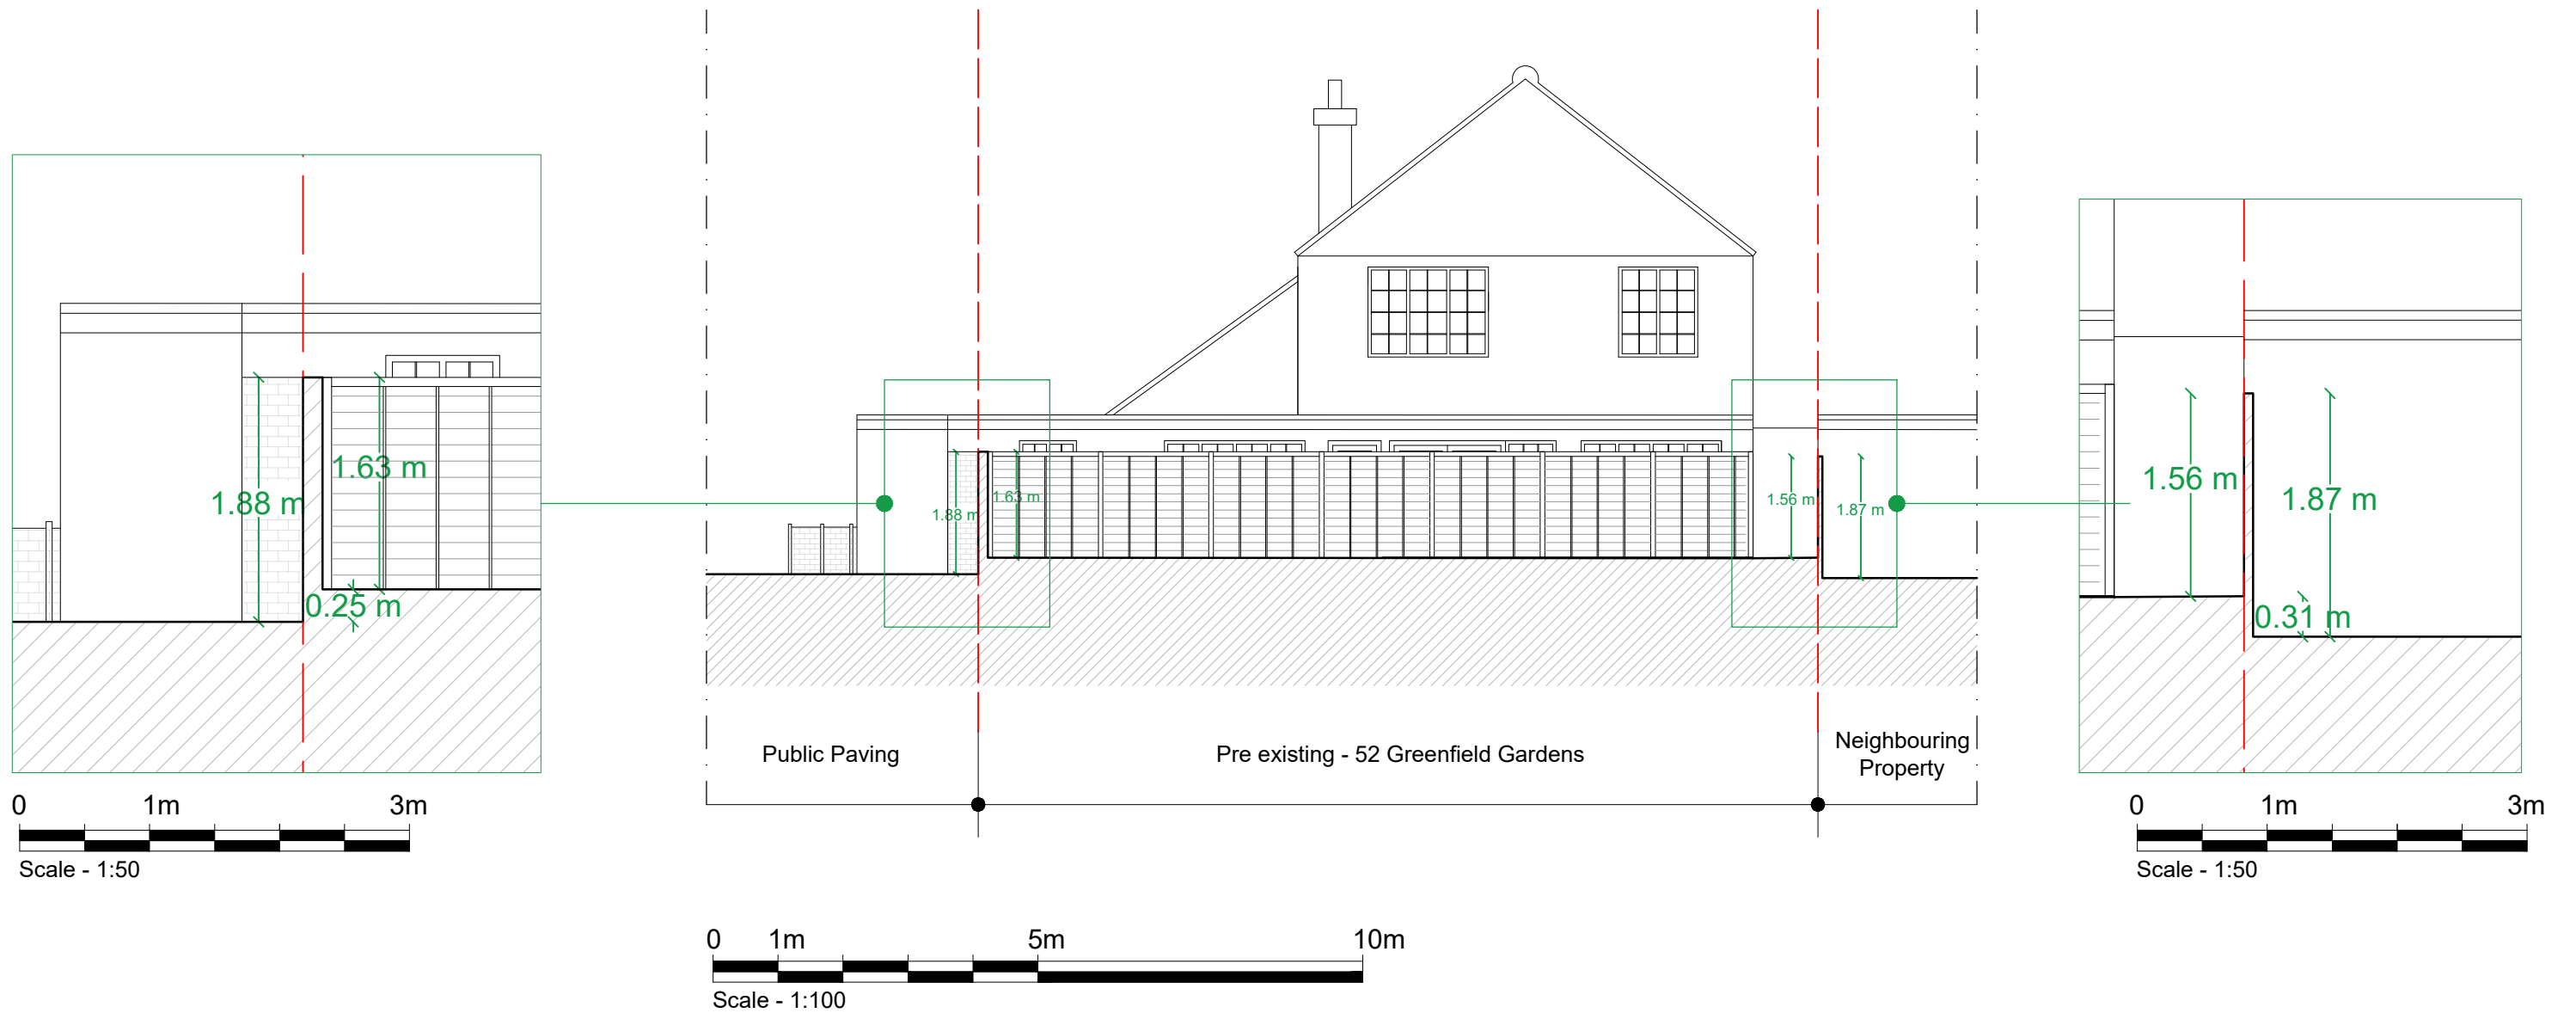 1.88 m
1.63 m
0.25 m
0 1m 3m
Scale - 1:50
1.88 m
1.63 m
1.56 m
1.87 m
Public Paving
Pre existing - 52 Greenfield Gardens
Neighbouring
Property
0 1m 5m 10m
Scale - 1:100
1.56 m
1.87 m
0.31 m
0 1m 3m
Scale - 1:50